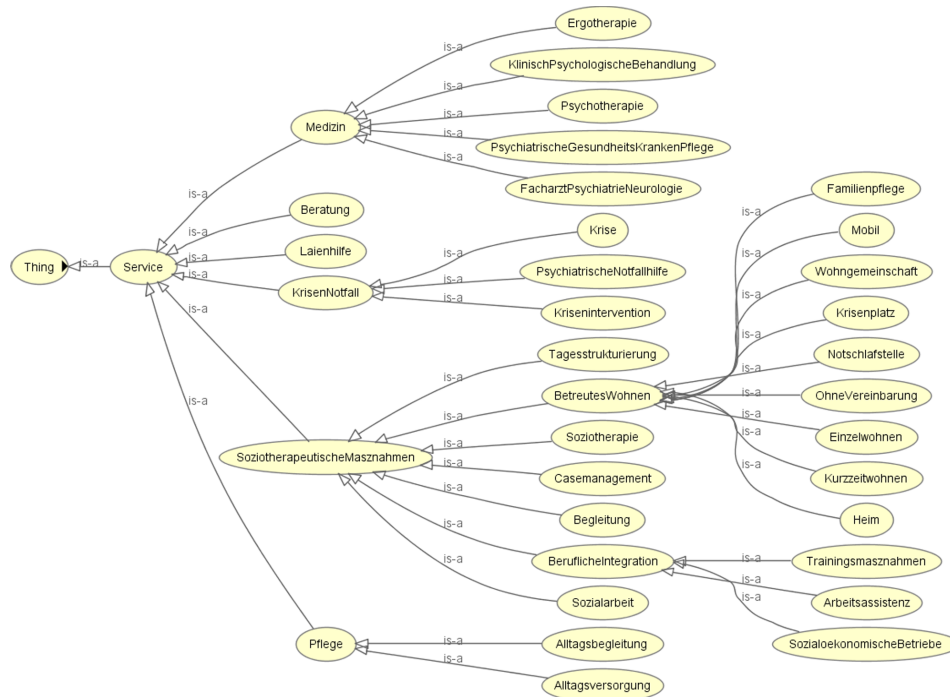 Ergotherapie
is-a
KlinischPsychologischeBehandlung
is-a
Psychotherapie
is-a
Medizin
is-a
PsychiatrischeGesundheitsKrankenPflege
is-a
FacharztPsychiatrieNeurologie
is-a
Beratung
is-a
Laienhilfe
is-a
Thing
is-a
Service
is-a
KrisenNotfall
Krise
is-a
PsychiatrischeNotfallhilfe
is-a
Krisenintervention
is-a
is-a
Tagesstrukturierung
is-a
BetreutesWohnen
is-a
Familienpflege
is-a
Mobil
is-a
Wohngemeinschaft
is-a
Krisenplatz
is-a
Notschlafstelle
is-a
OhneVereinbarung
is-a
Einzelwohnen
is-a
Kurzzeitwohnen
is-a
Heim
is-a
SoziotherapeutischeMasznahmen
Soziotherapie
is-a
Casemanagement
is-a
Begleitung
is-a
BeruflicheIntegration
is-a
Trainingsmasznahmen
is-a
Arbeitsassistenz
is-a
SozialoekonomischeBetriebe
is-a
Sozialarbeit
is-a
is-a
Pflege
Alltagsbegleitung
is-a
Alltagsversorgung
is-a